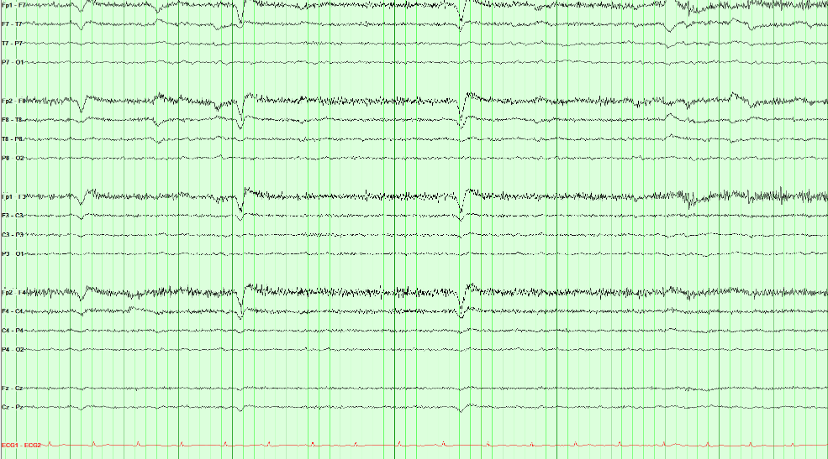 Fp1 - F7
F7 - T7
T7 - P7
P7 - O1
Fp2 - F8
F8 - T8
T8 - P8
P8 - O2
Fp1 - F3
F3 - C3
C3 - P3
P3 - O1
Fp2 - F4
F4 - C4
C4 - P4
P4 - O2
Fz - Cz
Cz - Pz
ECG1 - ECG2